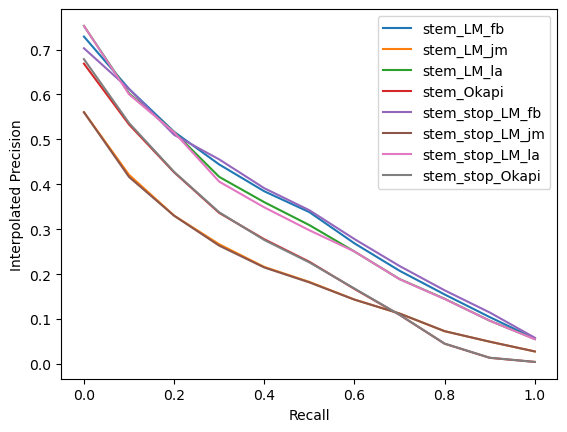 stem_LM_fb
stem_LM_jm
stem_LM_la
stem_Okapi
stem_stop_LM_fb
stem_stop_LM_jm
stem_stop_LM_la
stem_stop_Okapi
Interpolated Precision
0.7
0.6
0.5
0.4
0.3
0.2
0.1
0.0
0.0 0.2 0.4 0.6 0.8 1.0
Recall